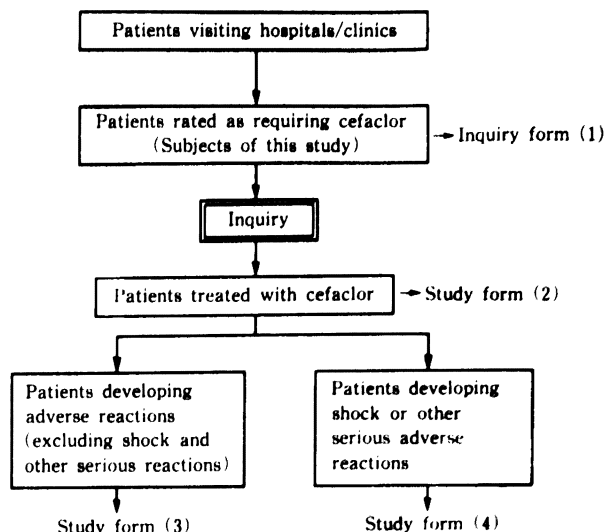 Patients visiting hospitals/clinics
Patients rated as requiring cefaclor
(Subjects of this study)
Inquiry form (1)
Inquiry
Patients treated with cefaclor
Study form (2)
Patients developing
adverse reactions
(excluding shock and
other serious reactions)
Patients developing
shock or other
serious adverse
reactions
Study form (3)
Study form (4)